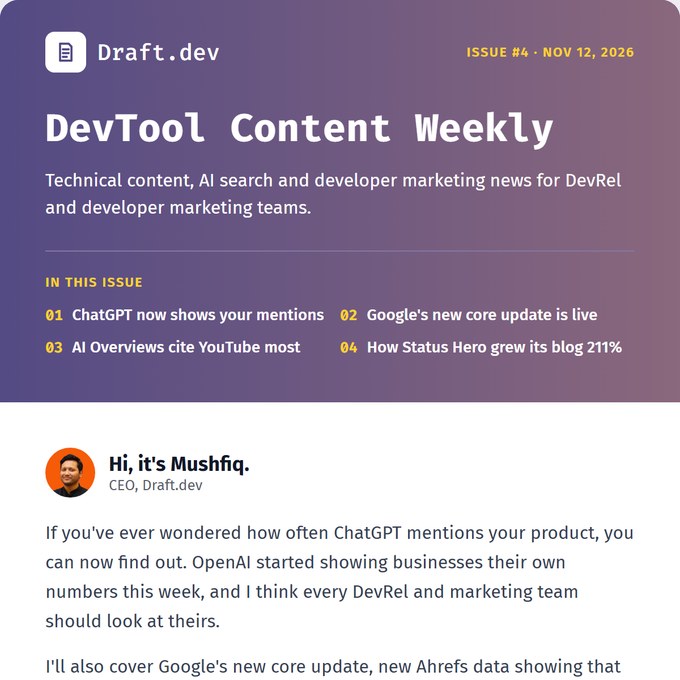 Draft.dev
ISSUE #4 · NOV 12, 2026
DevTool Content Weekly
Technical content, AI search and developer marketing news for DevRel
and developer marketing teams.
IN THIS ISSUE
01 ChatGPT now shows your mentions
02 Google's new core update is live
03 AI Overviews cite YouTube most
04 How Status Hero grew its blog 211%
Hi, it's Mushfiq.
CEO, Draft.dev
If you've ever wondered how often ChatGPT mentions your product, you
can now find out. OpenAI started showing businesses their own
numbers this week, and I think every DevRel and marketing team
should look at theirs.
I'll also cover Google's new core update, new Ahrefs data showing that